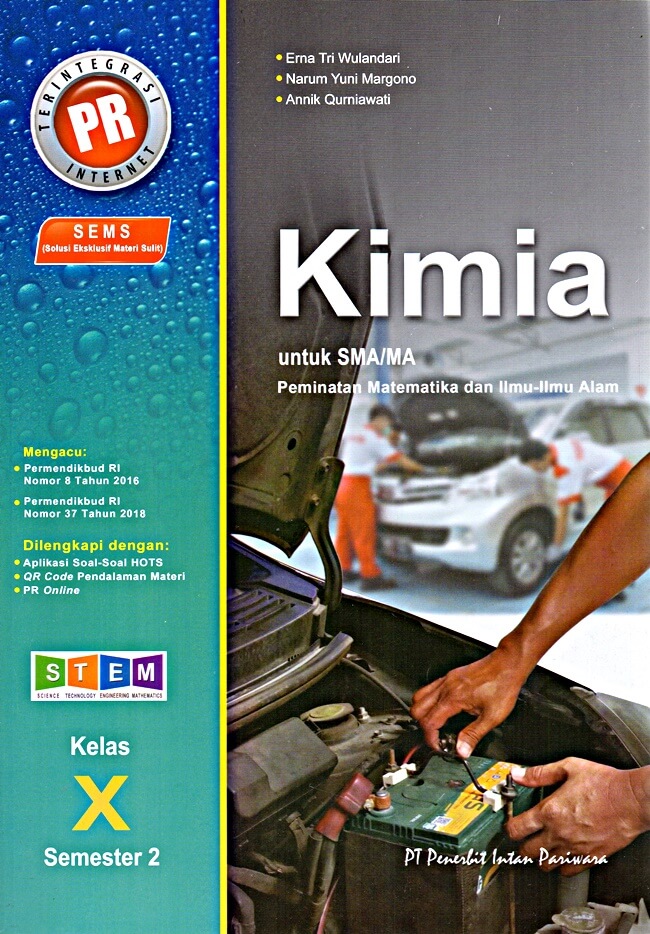 TERINTEGRASI
PR
INTERNET
SEMS
(Solusi Eksklusif Materi Sulit)
Mengacu:
Permendikbud RI
Nomor 8 Tahun 2016
Permendikbud RI
Nomor 37 Tahun 2018
Dilengkapi dengan:
Aplikasi Soal-Soal HOTS
QR Code Pendalaman Materi
PR Online
STEM
SCIENCE TECHNOLOGY ENGINEERING MATHEMATICS
Kelas
X
Semester 2
Erna Tri Wulandari
Narum Yuni Margono
Annik Qurniawati
Kimia
untuk SMA/MA
Peminatan Matematika dan Ilmu-Ilmu Alam
PT Penerbit Intan Pariwara